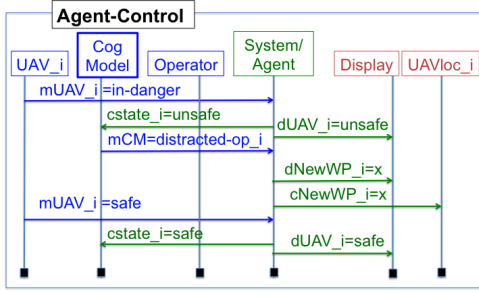 Agent-Control
UAV_i
Cog
Model
Operator
System/
Agent
Display
UAVloc_i
mUAV_i =in-danger
cstate_i=unsafe
dUAV_i=unsafe
mCM=distracted-op_i
dNewWP_i=x
cNewWP_i=x
mUAV_i =safe
cstate_i=safe
dUAV_i=safe